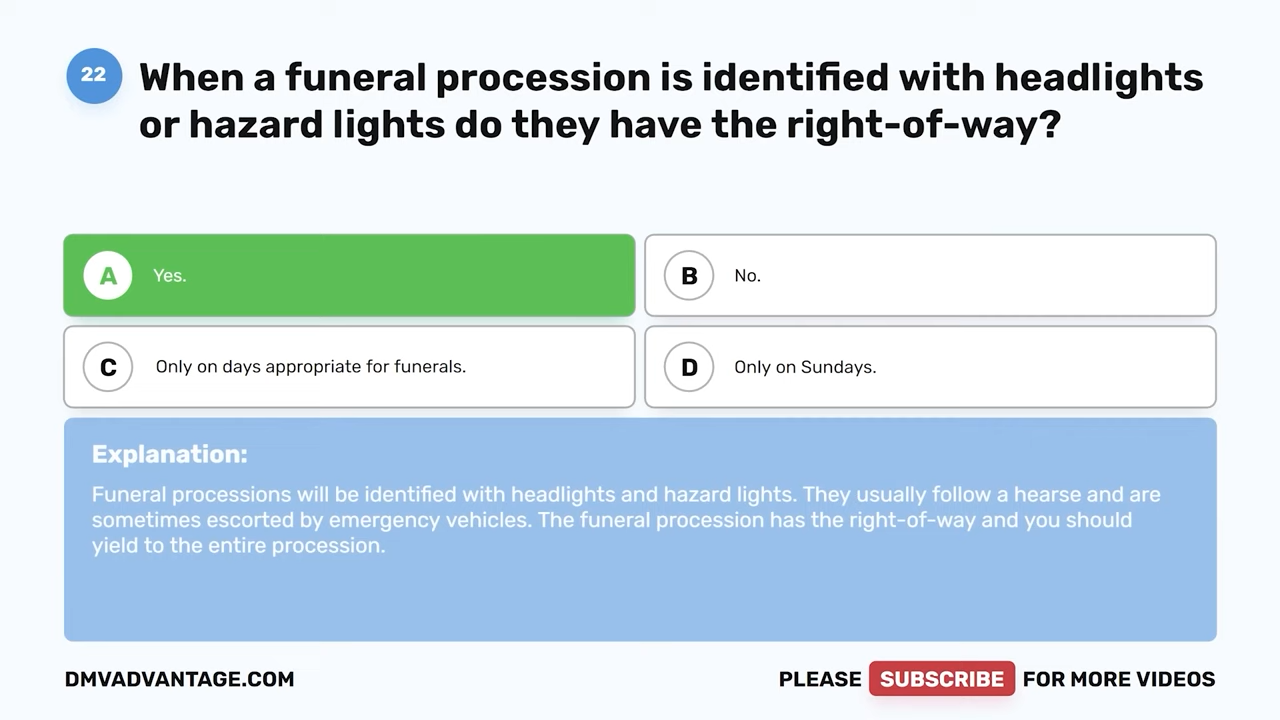 22
When a funeral procession is identified with headlights
or hazard lights do they have the right-of-way?
A Yes.
B No.
C Only on days appropriate for funerals.
D Only on Sundays.
Explanation:
Funeral processions will be identified with headlights and hazard lights. They usually follow a hearse and are
sometimes escorted by emergency vehicles. The funeral procession has the right-of-way and you should
yield to the entire procession.
DMVADVANTAGE.COM
PLEASE SUBSCRIBE FOR MORE VIDEOS